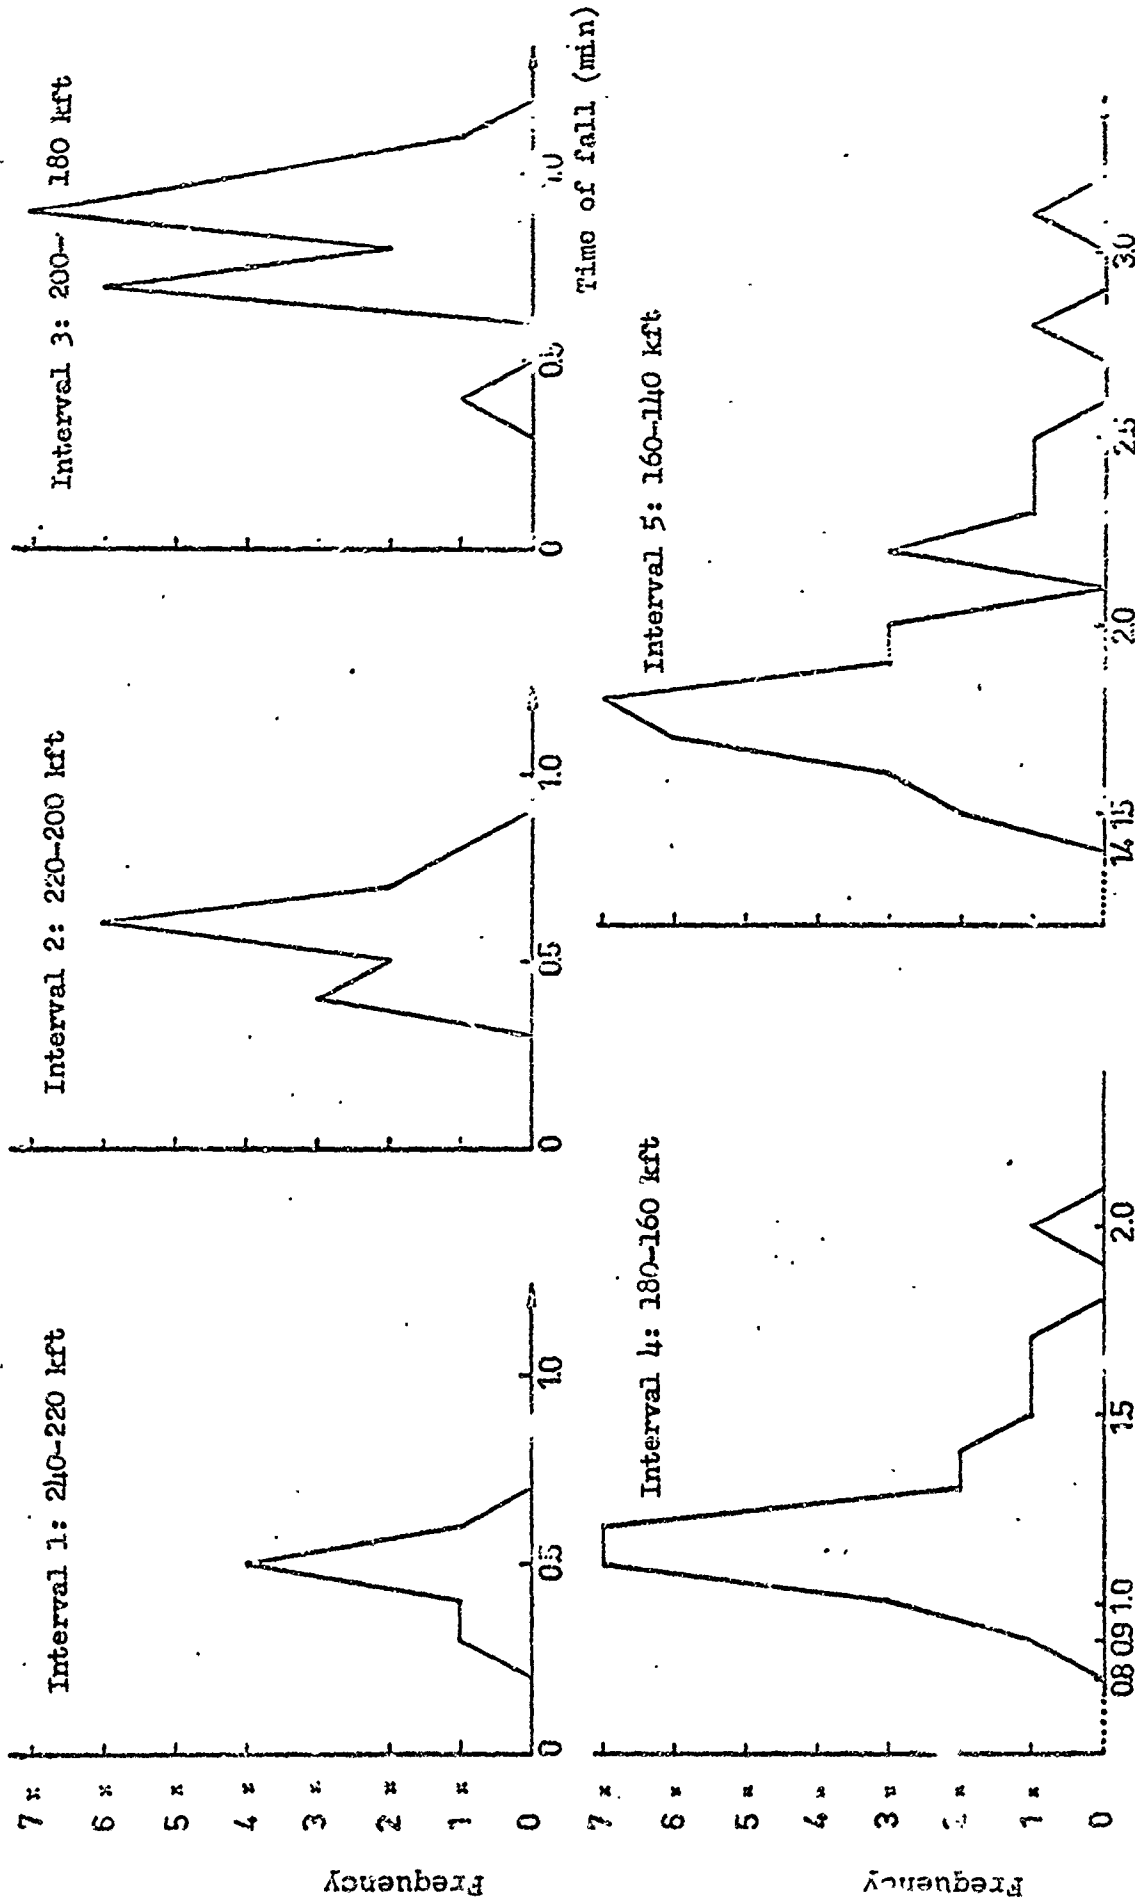 Interval 1: 240-220 kft
Interval 2: 220-200 kft
Interval 3: 200- 180 kft
Frequency
7 x
6 x
5 x
4 x
3 x
2 x
1 x
0
0 0.5 1.0
0 0.5 1.0
0 0.5 1.0
Time of fall (min)
Interval 4: 180-160 kft
Interval 5: 160-140 kft
Frequency
7 x
6 x
5 x
4 x
3 x
2 x
1 x
0
0.8 0.9 1.0 1.5 2.0
1.4 1.5 2.0 2.5 3.0